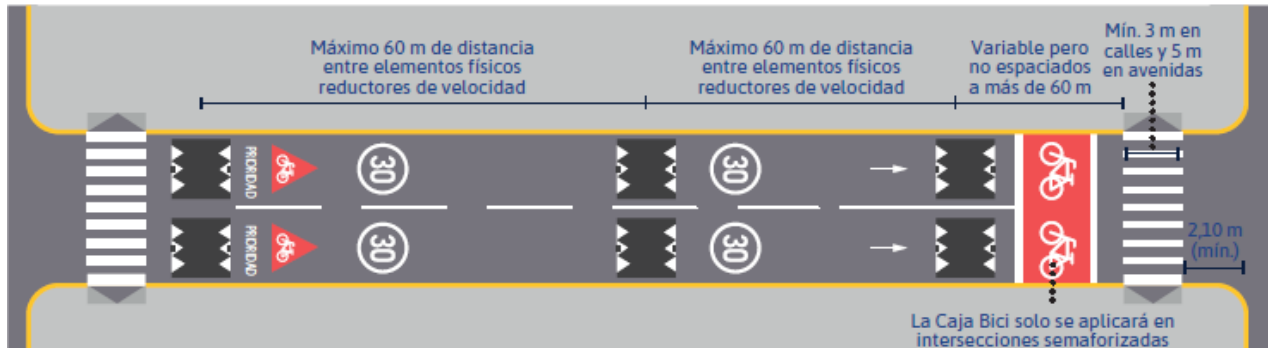 Máximo 60 m de distancia
entre elementos físicos
reductores de velocidad
Máximo 60 m de distancia
entre elementos físicos
reductores de velocidad
Variable pero
no espaciados
a más de 60 m
Mín. 3 m en
calles y 5 m
en avenidas
PRIORIDAD
30
30
PRIORIDAD
30
30
2,10 m
(mín.)
La Caja Bici solo se aplicará en
intersecciones semaforizadas